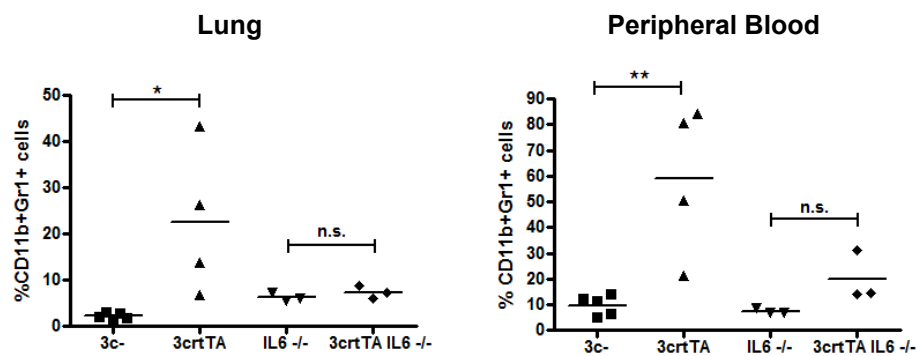 Lung
Peripheral Blood
%CD11b+Gr1+ cells
50
40
30
20
10
0
*
n.s.
3c-
3crtTA
IL6 -/-
3crtTA IL6 -/-
% CD11b+Gr1+ cells
90
80
70
60
50
40
30
20
10
0
**
n.s.
3c-
3crtTA
IL6 -/-
3crtTA IL6 -/-